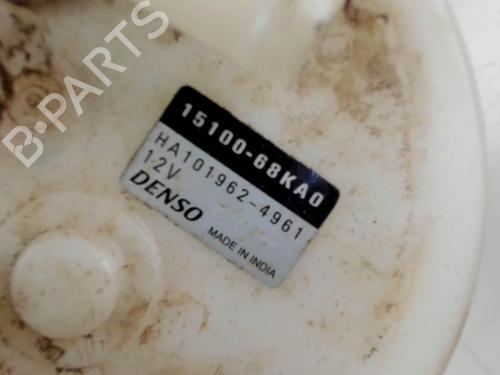 B-PARTS
15100-68KA0
HA101962-4961
12V
DENSO
MADE IN INDIA